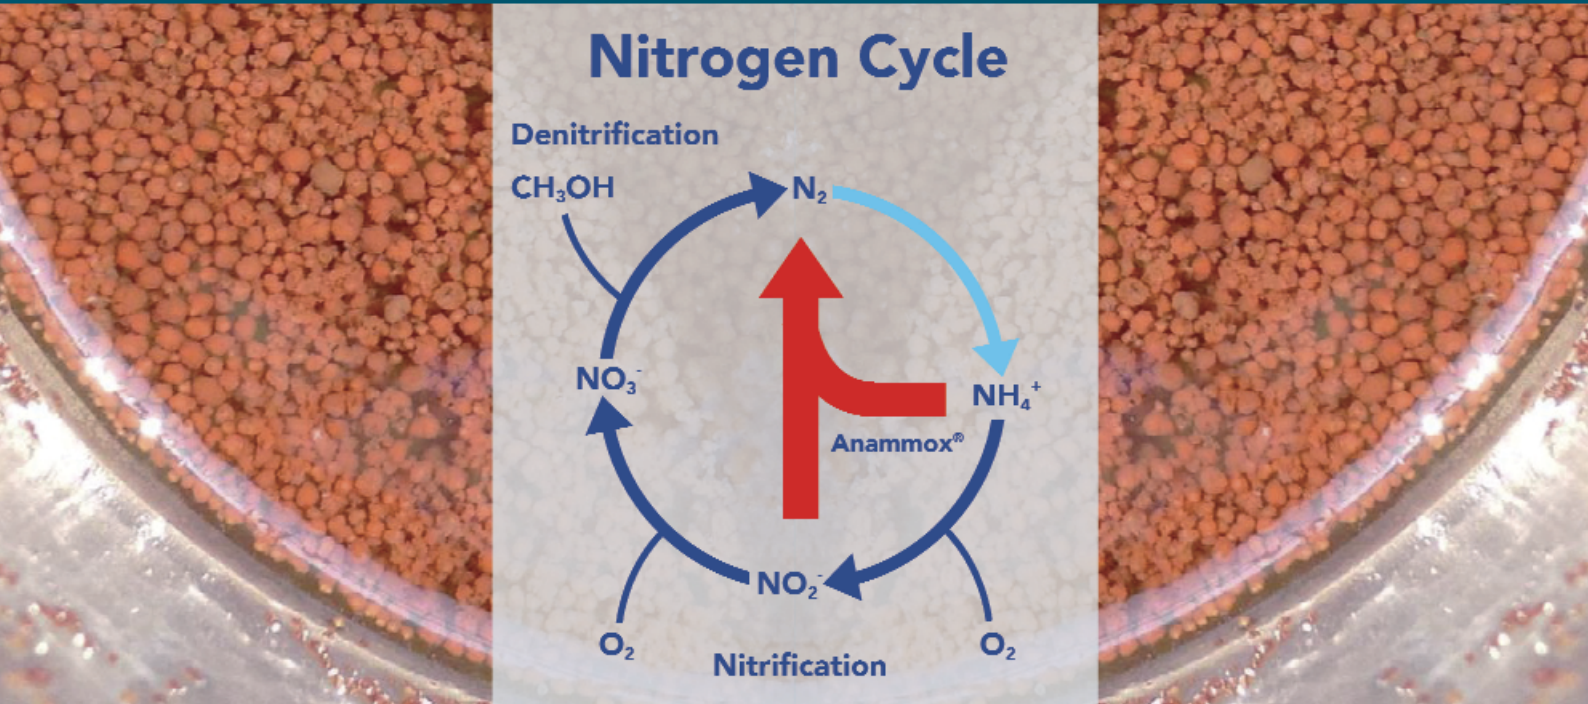 Nitrogen Cycle
Denitrification
CH₃OH
N₂
NO₃⁻
NH₄⁺
Anammox®
NO₂⁻
O₂
O₂
Nitrification